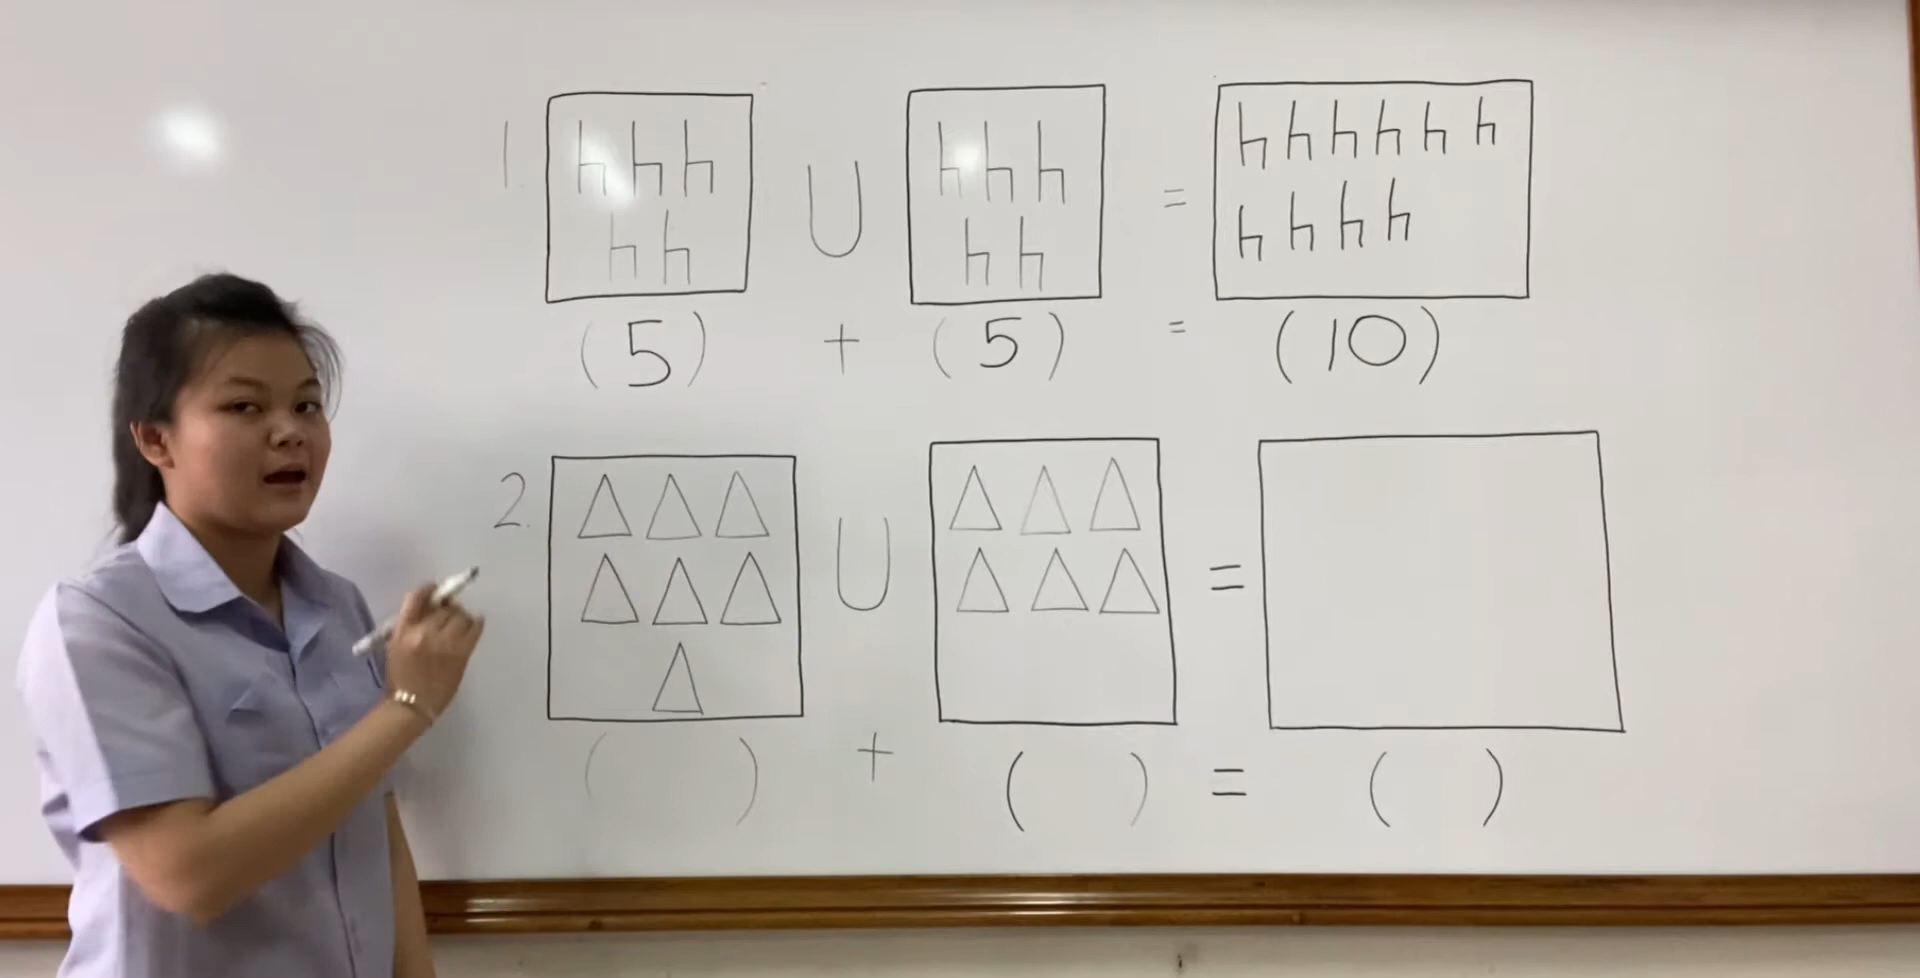 1. U =
(5) + (5) = (10)
2. U =
( ) + ( ) = ( )